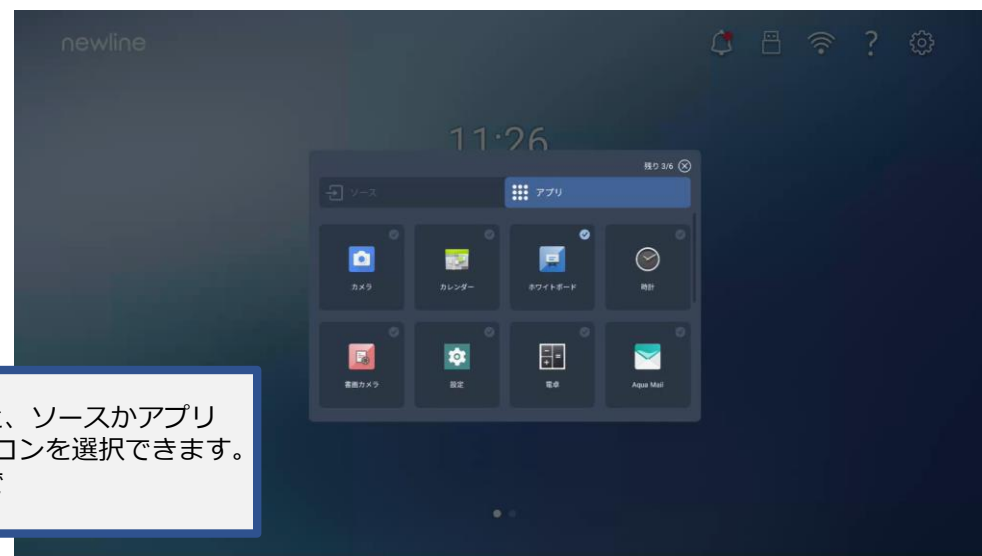 newline
?
11:26
残り 3/6
ソース
アプリ
カメラ
カレンダー
ホワイトボード
時計
書画カメラ
設定
電卓
Aqua Mail
、ソースかアプリ
コンを選択できます。